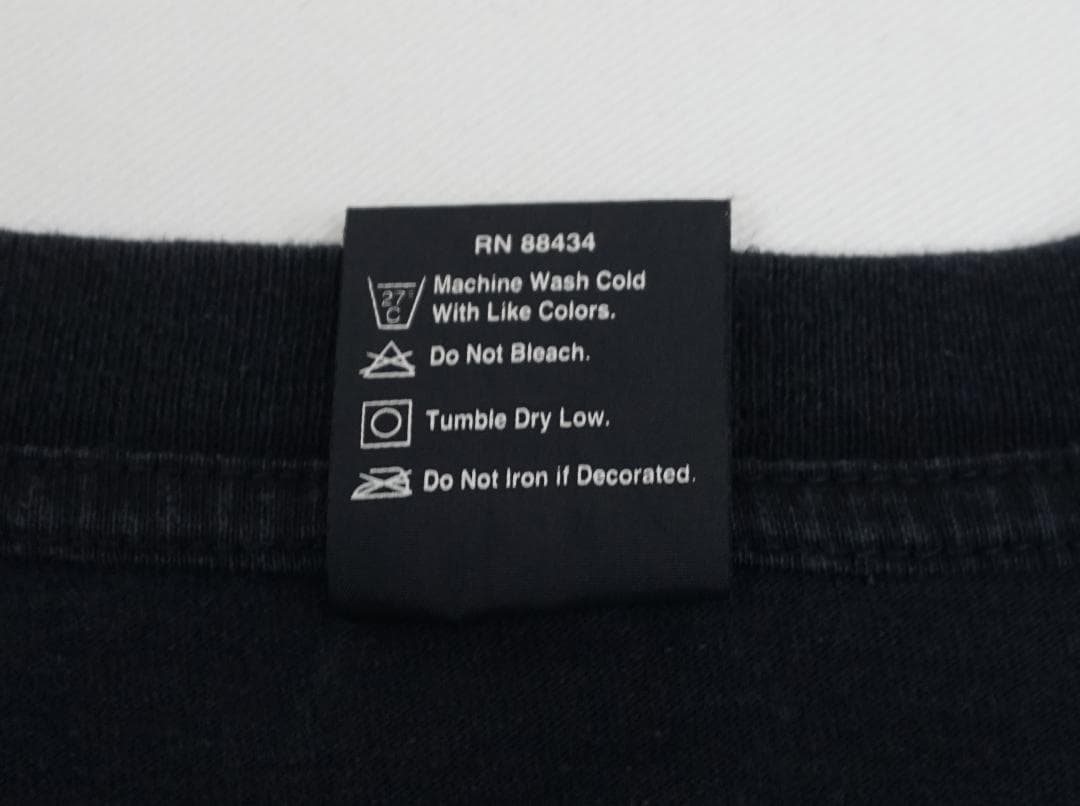 RN 88434
27°
C
Machine Wash Cold
With Like Colors.
Do Not Bleach.
Tumble Dry Low.
Do Not Iron if Decorated.